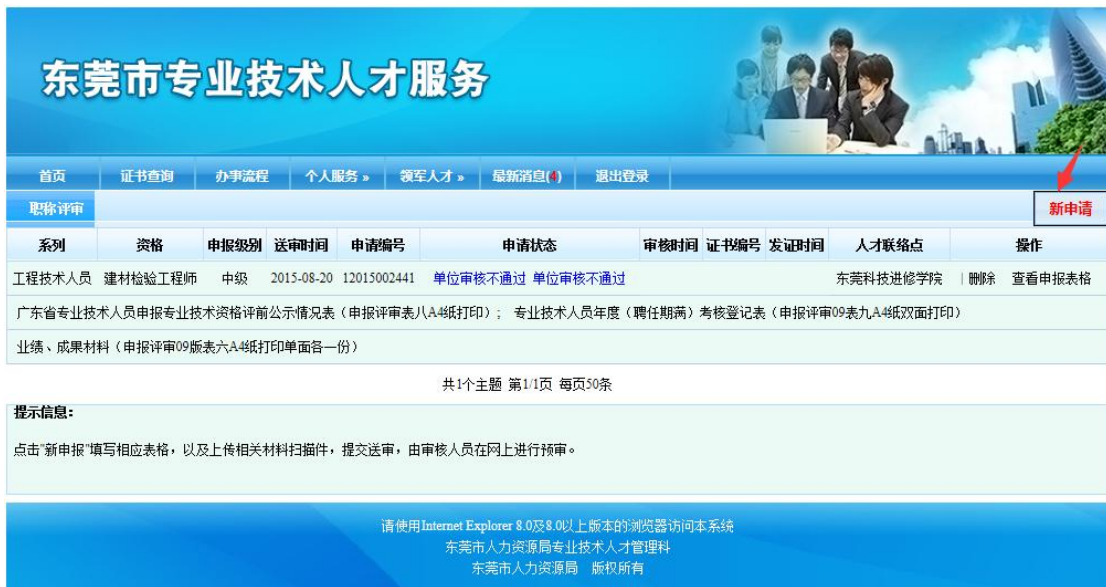 东莞市专业技术人才服务
首页 证书查询 办事流程 个人服务» 领军人才» 最新消息(4) 退出登录
职称评审 新申请
系列 资格 申报级别 送审时间 申请编号 申请状态 审核时间 证书编号 发证时间 人才联络点 操作
工程技术人员 建材检验工程师 中级 2015-08-20 12015002441 单位审核不通过 单位审核不通过 东莞科技进修学院 | 删除 查看申报表格
广东省专业技术人员申报专业技术资格评前公示情况表（申报评审表八A4纸打印）； 专业技术人员年度（聘任期满）考核登记表（申报评审09表九A4纸双面打印）
业绩、成果材料（申报评审09版表六A4纸打印单面各一份）
共1个主题 第1/1页 每页50条
提示信息：
点击"新申报"填写相应表格，以及上传相关材料扫描件，提交送审，由审核人员在网上进行预审。
请使用Internet Explorer 8.0及8.0以上版本的浏览器访问本系统
东莞市人力资源局专业技术人才管理科
东莞市人力资源局 版权所有